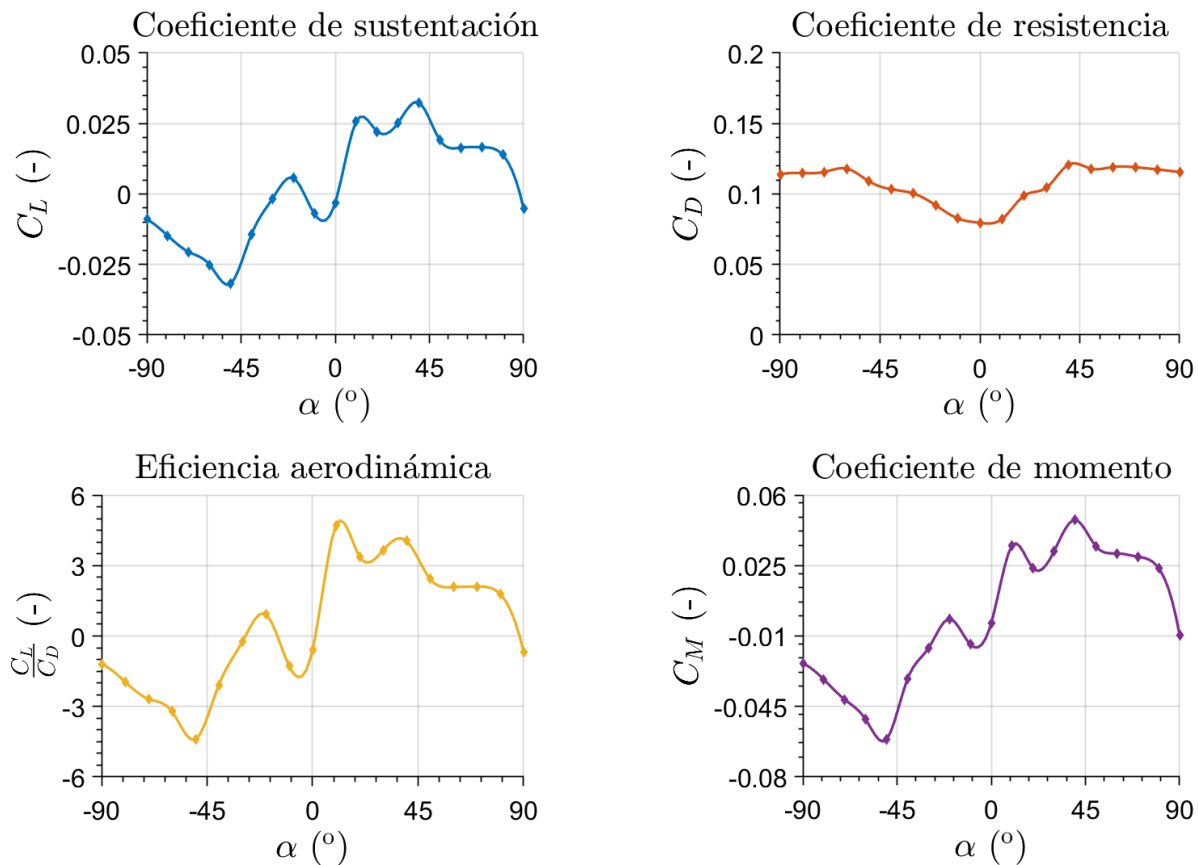 Coeficiente de sustentación
0.05
0.025
0
-0.025
-0.05
C_L (-)
-90 -45 0 45 90
α (º)
Coeficiente de resistencia
0.2
0.15
0.1
0.05
0
C_D (-)
-90 -45 0 45 90
α (º)
Eficiencia aerodinámica
6
3
0
-3
-6
C_L/C_D (-)
-90 -45 0 45 90
α (º)
Coeficiente de momento
0.06
0.025
-0.01
-0.045
-0.08
C_M (-)
-90 -45 0 45 90
α (º)